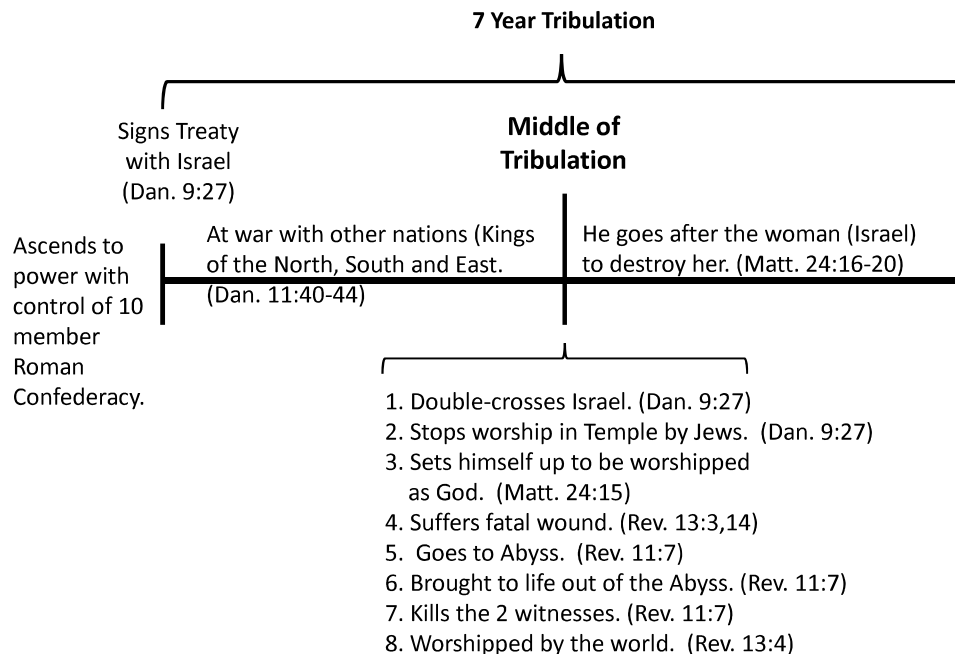 7 Year Tribulation
Signs Treaty
with Israel
(Dan. 9:27)
Middle of
Tribulation
Ascends to
power with
control of 10
member
Roman
Confederacy.
At war with other nations (Kings
of the North, South and East.
(Dan. 11:40-44)
He goes after the woman (Israel)
to destroy her. (Matt. 24:16-20)
1. Double-crosses Israel. (Dan. 9:27)
2. Stops worship in Temple by Jews.  (Dan. 9:27)
3. Sets himself up to be worshipped
as God.  (Matt. 24:15)
4. Suffers fatal wound. (Rev. 13:3,14)
5.  Goes to Abyss.  (Rev. 11:7)
6. Brought to life out of the Abyss. (Rev. 11:7)
7. Kills the 2 witnesses. (Rev. 11:7)
8. Worshipped by the world.  (Rev. 13:4)